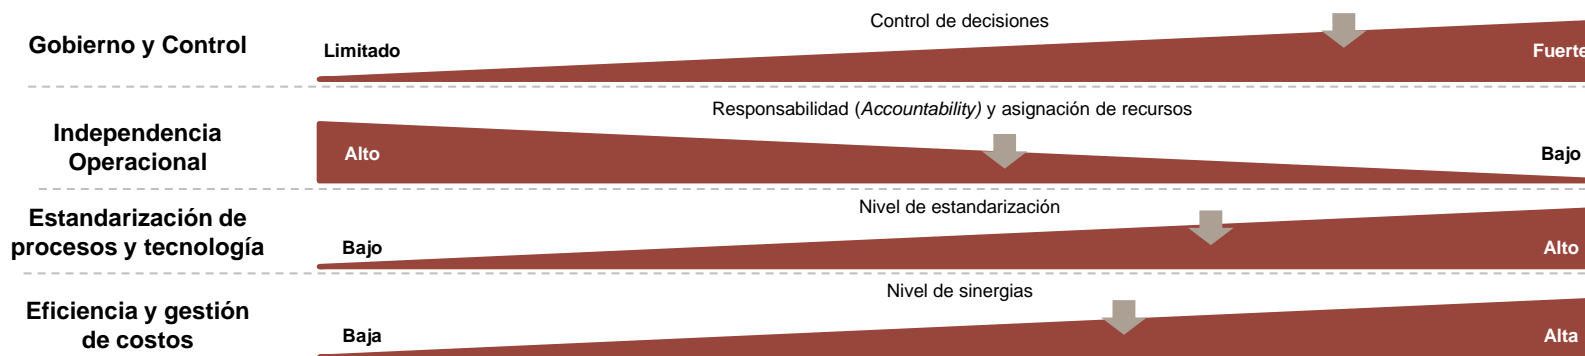 Control de decisiones
Gobierno y Control
Limitado
Fuerte
Responsabilidad (Accountability) y asignación de recursos
Independencia
Operacional
Alto
Bajo
Nivel de estandarización
Estandarización de
procesos y tecnología
Bajo
Alto
Nivel de sinergias
Eficiencia y gestión
de costos
Baja
Alta